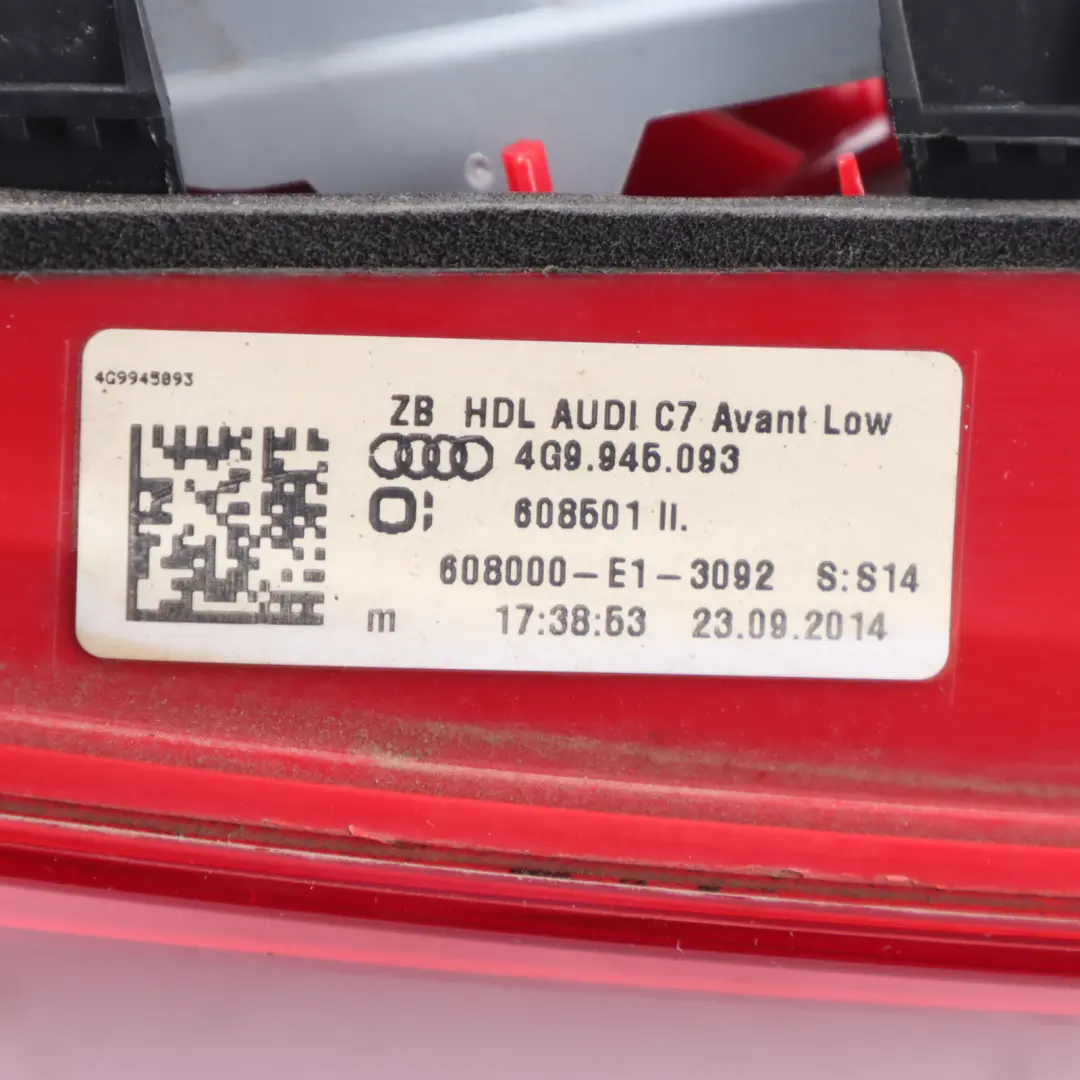 4G9945093
ZB HDL AUDI C7 Avant Low
4G9.945.093
O;
608501 II.
608000-E1-3092 S:S14
m 17:38:53 23.09.2014